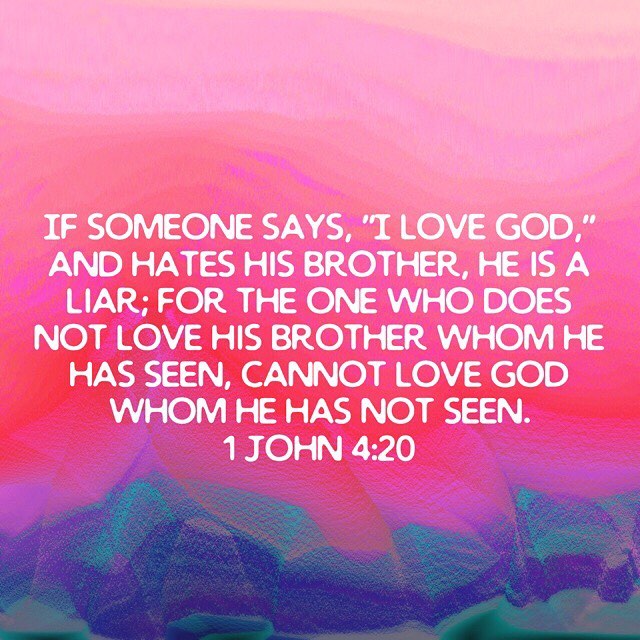 IF SOMEONE SAYS, "I LOVE GOD,"
AND HATES HIS BROTHER, HE IS A
LIAR; FOR THE ONE WHO DOES
NOT LOVE HIS BROTHER WHOM HE
HAS SEEN, CANNOT LOVE GOD
WHOM HE HAS NOT SEEN.
1 JOHN 4:20